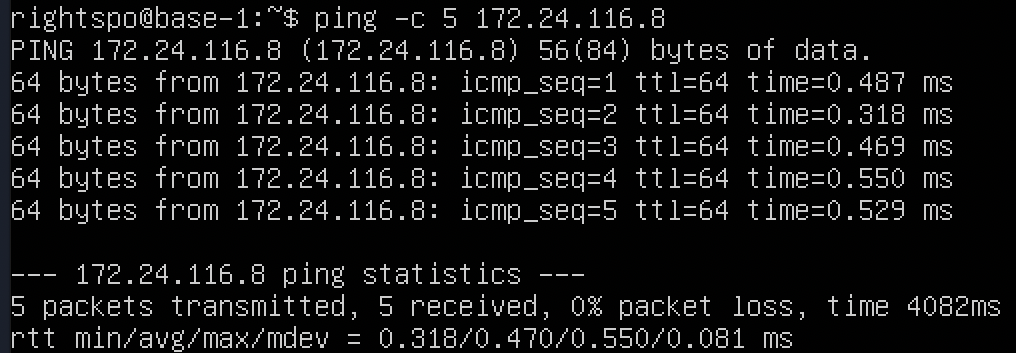 rightspo@base-1:~$ ping -c 5 172.24.116.8
PING 172.24.116.8 (172.24.116.8) 56(84) bytes of data.
64 bytes from 172.24.116.8: icmp_seq=1 ttl=64 time=0.487 ms
64 bytes from 172.24.116.8: icmp_seq=2 ttl=64 time=0.318 ms
64 bytes from 172.24.116.8: icmp_seq=3 ttl=64 time=0.469 ms
64 bytes from 172.24.116.8: icmp_seq=4 ttl=64 time=0.550 ms
64 bytes from 172.24.116.8: icmp_seq=5 ttl=64 time=0.529 ms
--- 172.24.116.8 ping statistics ---
5 packets transmitted, 5 received, 0% packet loss, time 4082ms
rtt min/avg/max/mdev = 0.318/0.470/0.550/0.081 ms